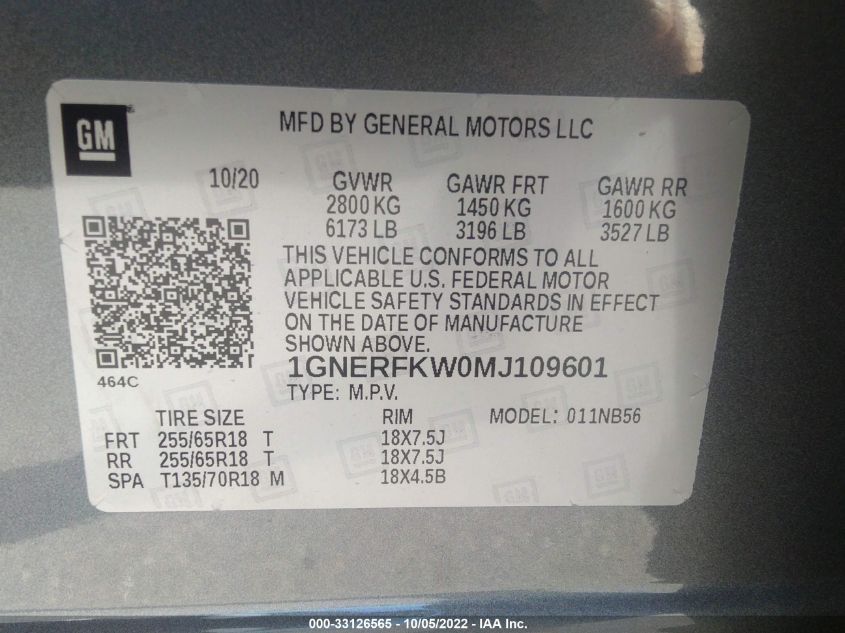 GM
MFD BY GENERAL MOTORS LLC
10/20 GVWR GAWR FRT GAWR RR
2800 KG 1450 KG 1600 KG
6173 LB 3196 LB 3527 LB
THIS VEHICLE CONFORMS TO ALL
APPLICABLE U.S. FEDERAL MOTOR
VEHICLE SAFETY STANDARDS IN EFFECT
ON THE DATE OF MANUFACTURE
SHOWN ABOVE.
1GNERFKW0MJ109601
464C
TYPE: M.P.V.
TIRE SIZE RIM MODEL: 011NB56
FRT 255/65R18 T 18X7.5J
RR 255/65R18 T 18X7.5J
SPA T135/70R18 M 18X4.5B
000-33126565 - 10/05/2022 - IAA Inc.